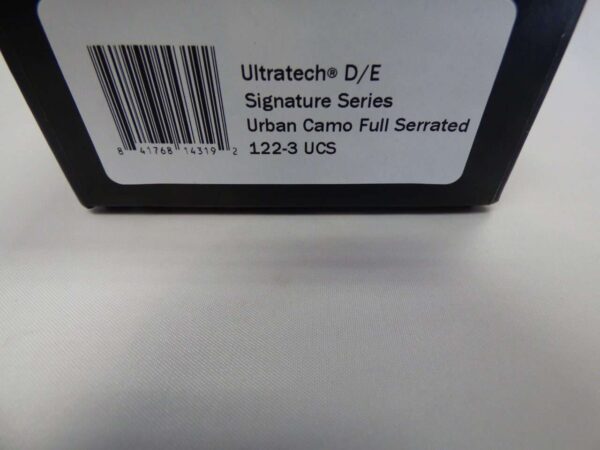 Ultratech® D/E
Signature Series
Urban Camo Full Serrated
122-3 UCS
8 41768 14319 2